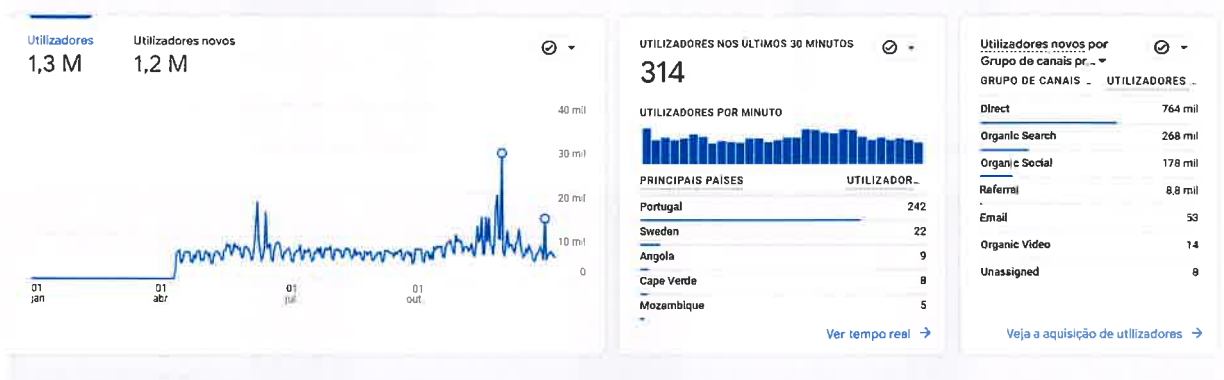 Utilizadores Utilizadores novos
1,3 M 1,2 M
40 mil
30 mil
20 mil
10 mil
0
01 jan
01 abr
01 jul
01 out
UTILIZADORES NOS ÚLTIMOS 30 MINUTOS
314
UTILIZADORES POR MINUTO
PRINCIPAIS PAÍSES UTILIZADOR...
Portugal 242
Sweden 22
Angola 9
Cape Verde 8
Mozambique 5
Ver tempo real →
Utilizadores novos por
Grupo de canais pr...
GRUPO DE CANAIS ... UTILIZADORES ...
Direct 764 mil
Organic Search 268 mil
Organic Social 178 mil
Referral 8,8 mil
Email 53
Organic Video 14
Unassigned 8
Veja a aquisição de utilizadores →